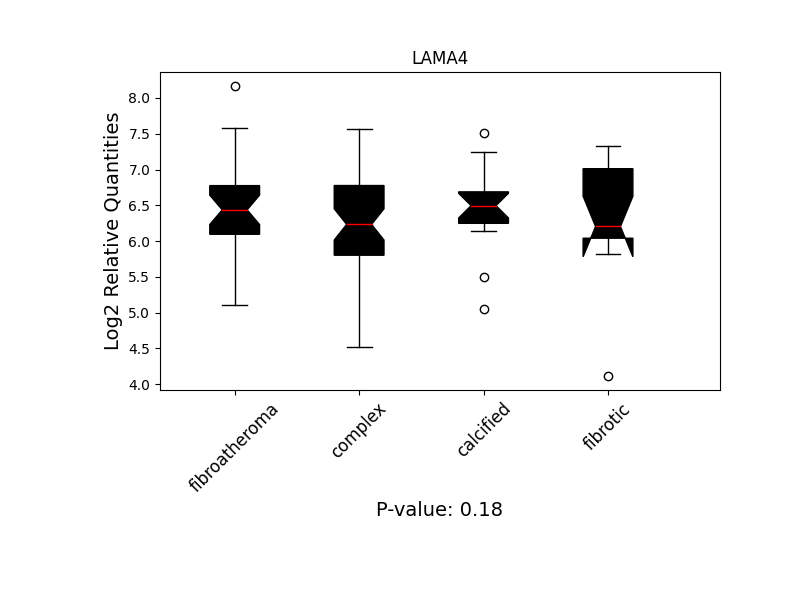 LAMA4
Log2 Relative Quantities
8.0
7.5
7.0
6.5
6.0
5.5
5.0
4.5
4.0
fibroatheroma
complex
calcified
fibrotic
P-value: 0.18